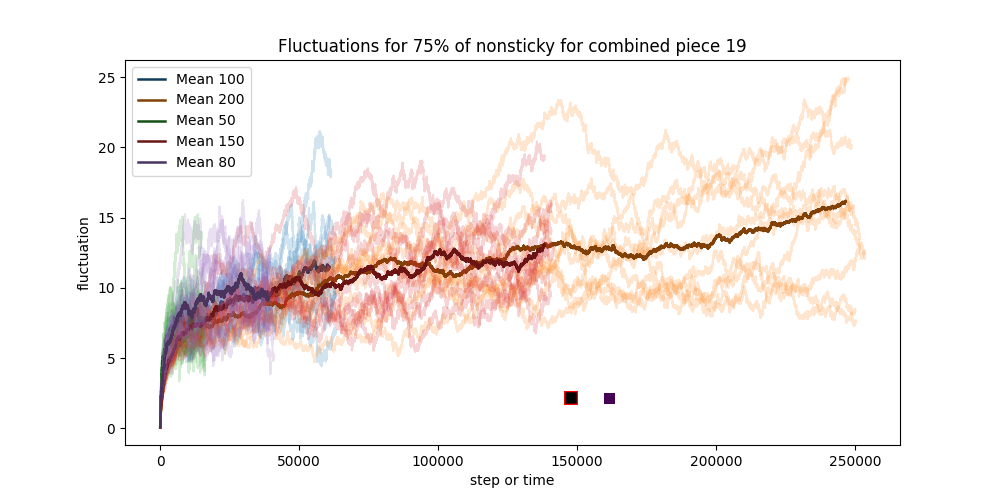 Fluctuations for 75% of nonsticky for combined piece 19
25
20
15
10
5
0
fluctuation
Mean 100
Mean 200
Mean 50
Mean 150
Mean 80
0 50000 100000 150000 200000 250000
step or time